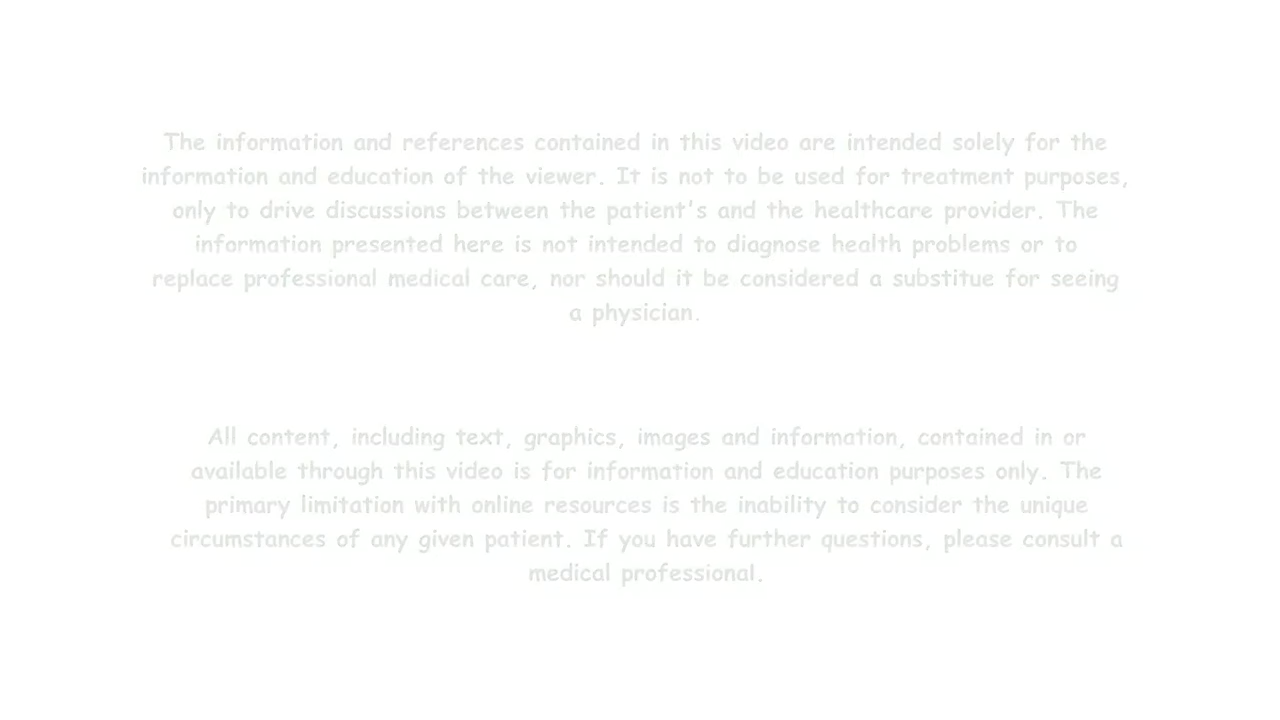 The information and references contained in this video are intended solely for the
information and education of the viewer. It is not to be used for treatment purposes,
only to drive discussions between the patient's and the healthcare provider. The
information presented here is not intended to diagnose health problems or to
replace professional medical care, nor should it be considered a substitue for seeing
a physician.
All content, including text, graphics, images and information, contained in or
available through this video is for information and education purposes only. The
primary limitation with online resources is the inability to consider the unique
circumstances of any given patient. If you have further questions, please consult a
medical professional.